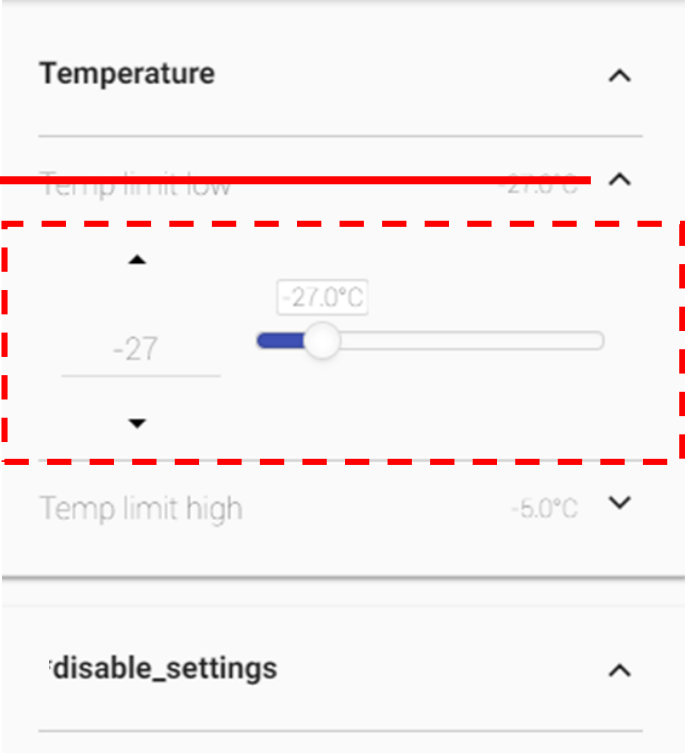 Temperature
Temp limit low -27.0°C
-27.0°C
-27
Temp limit high -5.0°C
disable_settings